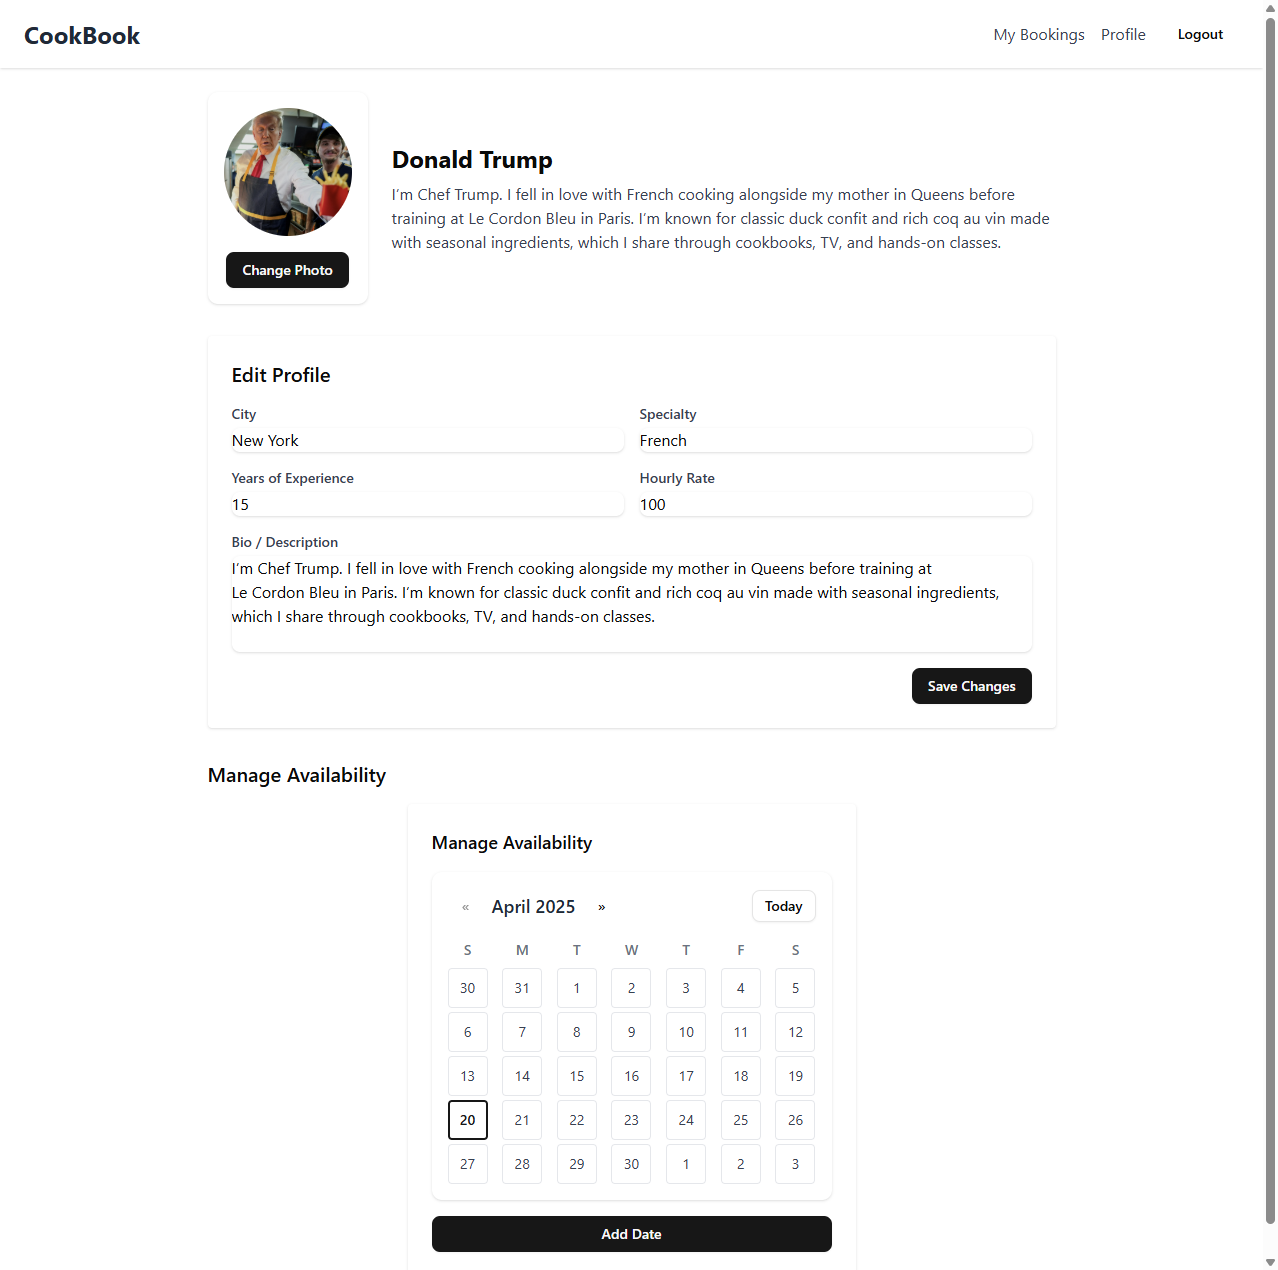 CookBook
My Bookings Profile Logout
Donald Trump
I’m Chef Trump. I fell in love with French cooking alongside my mother in Queens before
training at Le Cordon Bleu in Paris. I’m known for classic duck confit and rich coq au vin made
with seasonal ingredients, which I share through cookbooks, TV, and hands-on classes.
Change Photo
Edit Profile
City Specialty
New York French
Years of Experience Hourly Rate
15 100
Bio / Description
I’m Chef Trump. I fell in love with French cooking alongside my mother in Queens before training at
Le Cordon Bleu in Paris. I’m known for classic duck confit and rich coq au vin made with seasonal ingredients,
which I share through cookbooks, TV, and hands-on classes.
Save Changes
Manage Availability
Manage Availability
« April 2025 » Today
S M T W T F S
30 31 1 2 3 4 5
6 7 8 9 10 11 12
13 14 15 16 17 18 19
20 21 22 23 24 25 26
27 28 29 30 1 2 3
Add Date